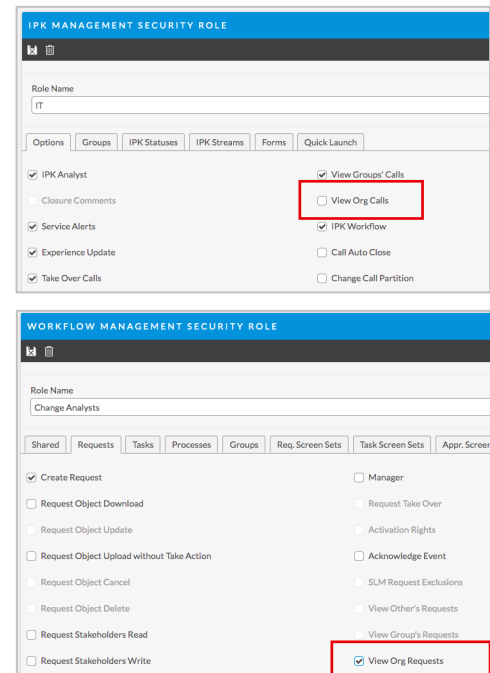 IPK MANAGEMENT SECURITY ROLE
Role Name
IT
Options Groups IPK Statuses IPK Streams Forms Quick Launch
IPK Analyst View Groups' Calls
Closure Comments View Org Calls
Service Alerts IPK Workflow
Experience Update Call Auto Close
Take Over Calls Change Call Partition
WORKFLOW MANAGEMENT SECURITY ROLE
Role Name
Change Analysts
Shared Requests Tasks Processes Groups Req. Screen Sets Task Screen Sets Appr. Screen
Create Request Manager
Request Object Download Request Take Over
Request Object Update Activation Rights
Request Object Upload without Take Action Acknowledge Event
Request Object Cancel SLM Request Exclusions
Request Object Delete View Other's Requests
Request Stakeholders Read View Group's Requests
Request Stakeholders Write View Org Requests